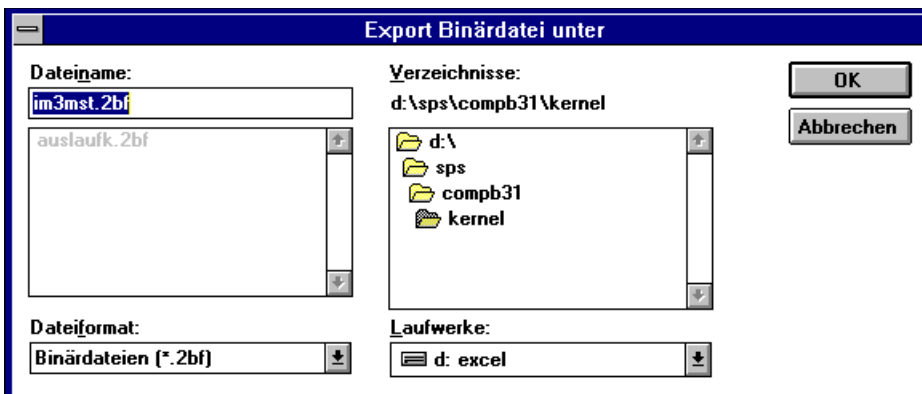 Export Binärdatei unter
Dateiname:
im3mst.2bf
auslaufk.2bf
Dateiformat:
Binärdateien (*.2bf)
Verzeichnisse:
d:\sps\compb31\kernel
d:\
sps
compb31
kernel
Laufwerke:
d: excel
OK
Abbrechen